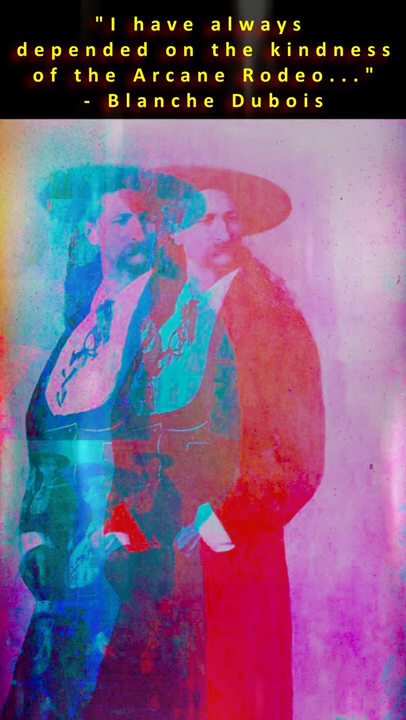 "I have always
depended on the kindness
of the Arcane Rodeo..."
- Blanche Dubois